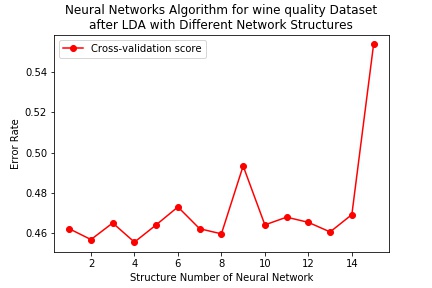 Neural Networks Algorithm for wine quality Dataset
after LDA with Different Network Structures
Cross-validation score
Error Rate
0.54
0.52
0.50
0.48
0.46
2 4 6 8 10 12 14
Structure Number of Neural Network